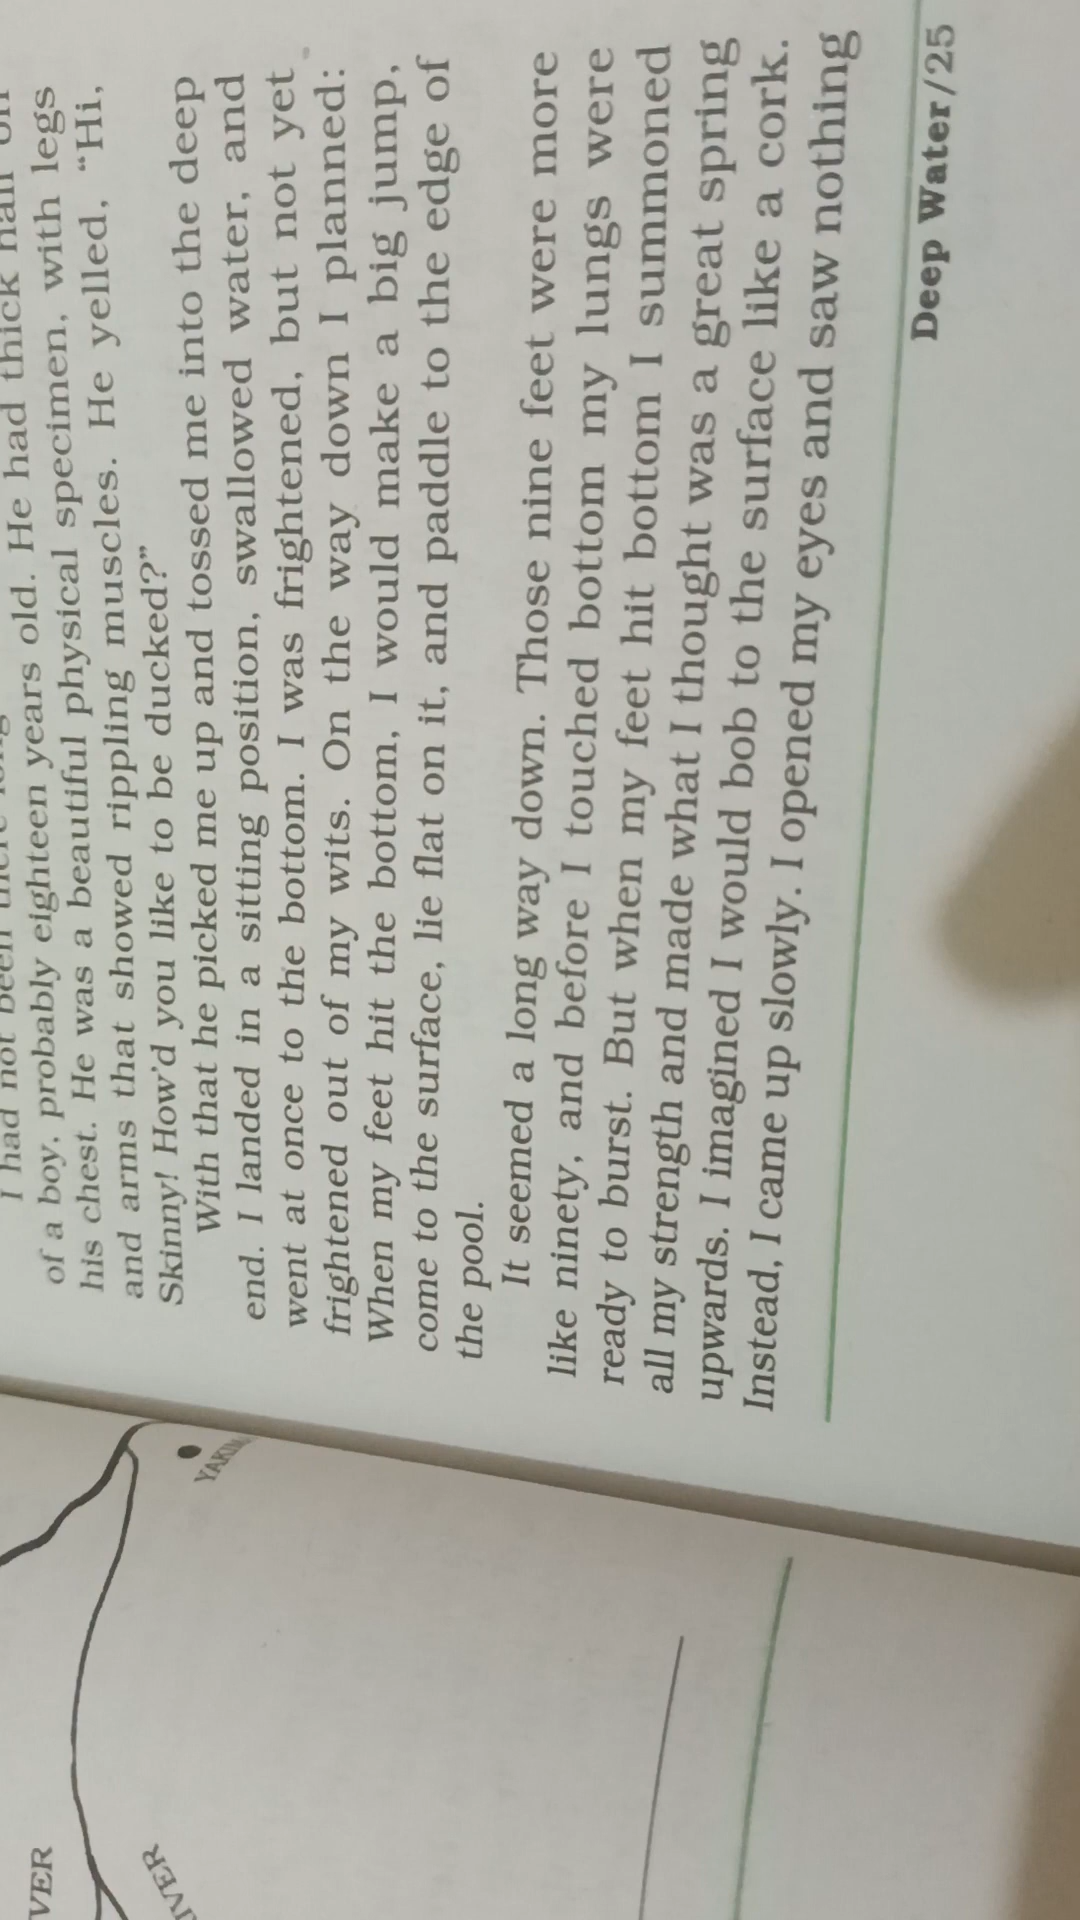 I had not been there long
of a boy, probably eighteen years old. He had thick hair on
his chest. He was a beautiful physical specimen, with legs
and arms that showed rippling muscles. He yelled, “Hi,
Skinny! How’d you like to be ducked?”
With that he picked me up and tossed me into the deep
end. I landed in a sitting position, swallowed water, and
went at once to the bottom. I was frightened, but not yet
frightened out of my wits. On the way down I planned:
When my feet hit the bottom, I would make a big jump,
come to the surface, lie flat on it, and paddle to the edge of
the pool.
It seemed a long way down. Those nine feet were more
like ninety, and before I touched bottom my lungs were
ready to burst. But when my feet hit bottom I summoned
all my strength and made what I thought was a great spring
upwards. I imagined I would bob to the surface like a cork.
Instead, I came up slowly. I opened my eyes and saw nothing
Deep Water/25